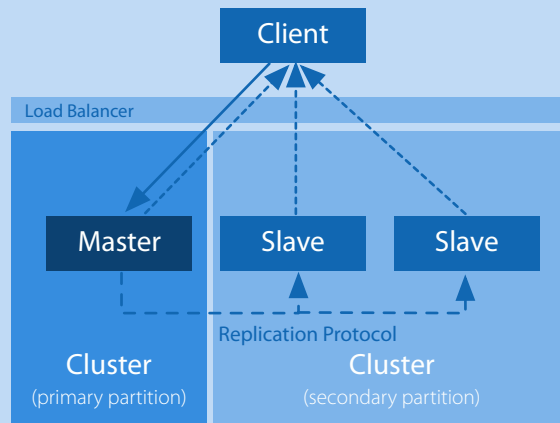 Client
Load Balancer
Master
Slave
Slave
Replication Protocol
Cluster
(primary partition)
Cluster
(secondary partition)